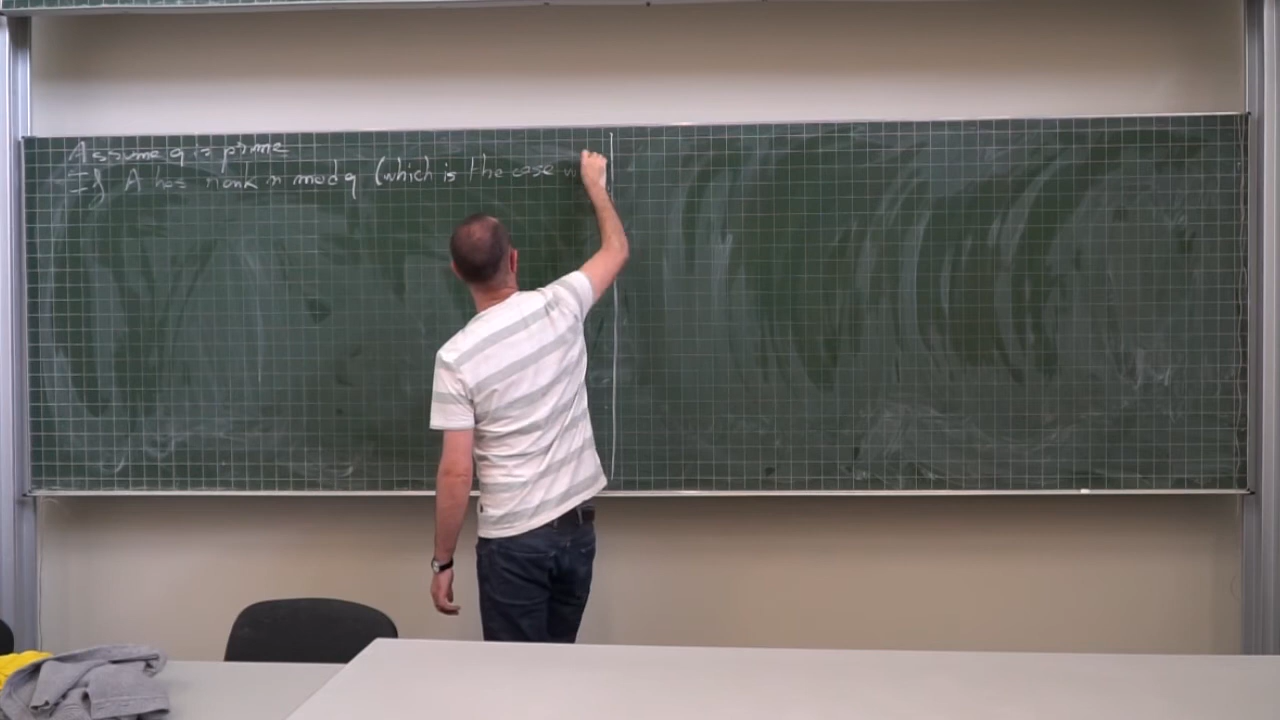 Assume q is prime
If A has rank n mod q (which is the case w